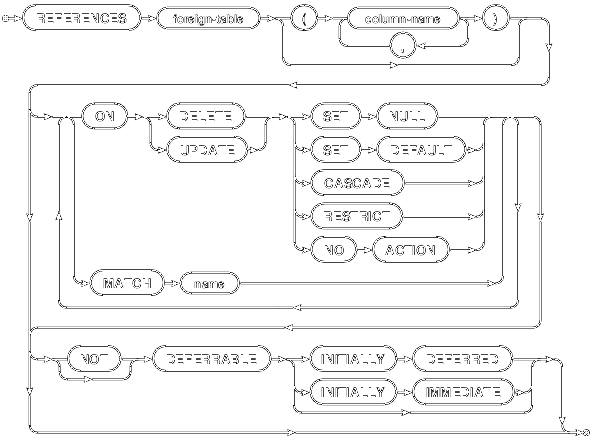 REFERENCES foreign-table ( column-name )
,
ON DELETE SET NULL
UPDATE SET DEFAULT
CASCADE
RESTRICT
NO ACTION
MATCH name
NOT DEFERRABLE INITIALLY DEFERRED
INITIALLY IMMEDIATE